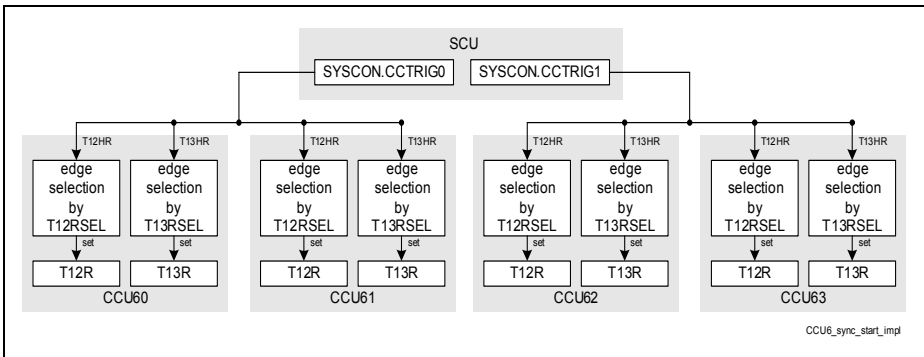 SCU
SYSCON.CCTRIG0 SYSCON.CCTRIG1
T12HR T13HR T12HR T13HR T12HR T13HR T12HR T13HR
edge edge edge edge edge edge edge edge
selection selection selection selection selection selection selection selection
by by by by by by by by
T12RSEL T13RSEL T12RSEL T13RSEL T12RSEL T13RSEL T12RSEL T13RSEL
set set set set set set set set
T12R T13R T12R T13R T12R T13R T12R T13R
CCU60 CCU61 CCU62 CCU63
CCU6_sync_start_impl